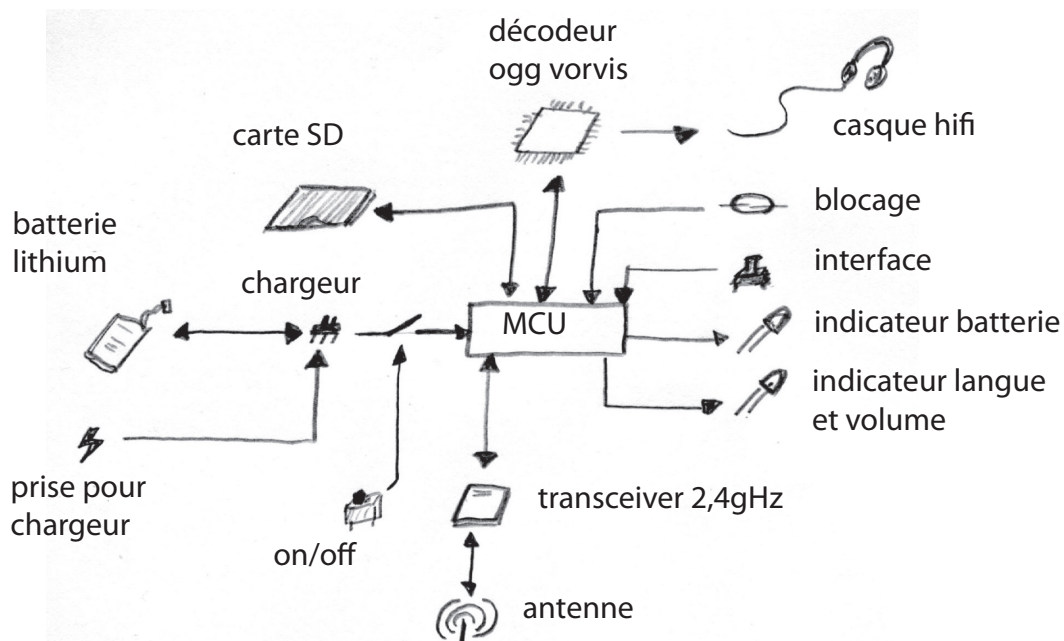 décodeur
ogg vorvis
carte SD
casque hifi
batterie
lithium
blocage
chargeur
interface
MCU
indicateur batterie
indicateur langue
et volume
prise pour
chargeur
transceiver 2,4gHz
on/off
antenne